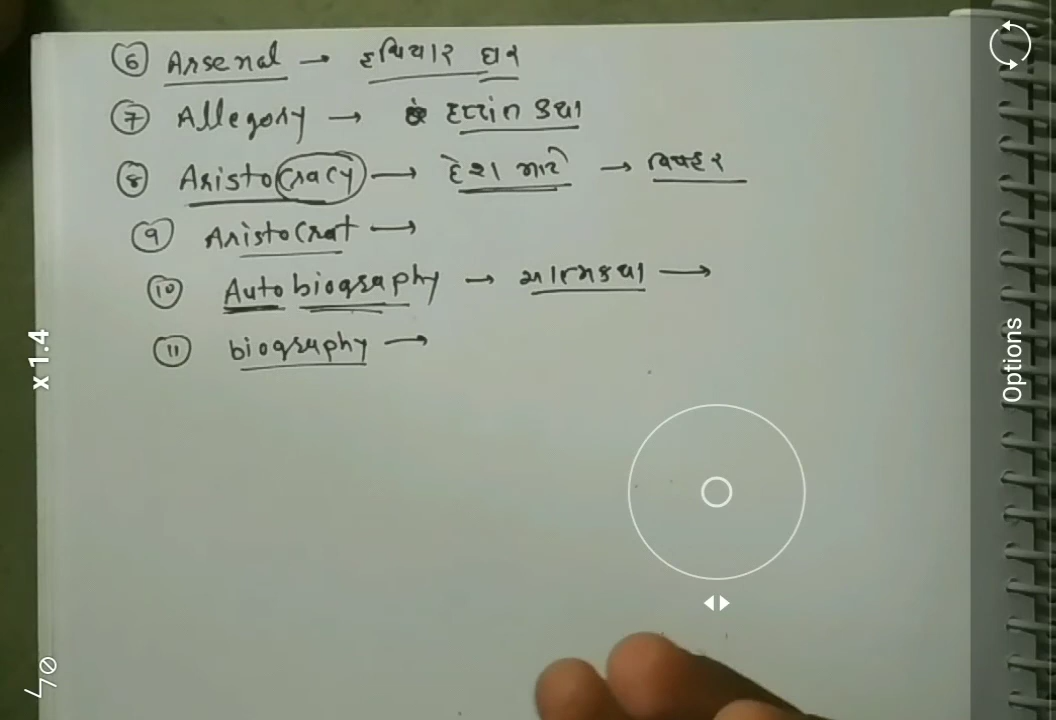 ⑥ Arsenal → હથિયાર ઘર
⑦ Allegory → દ્રષ્ટાંત કથા
⑧ Aristocracy → દેશ માટે →
⑨ Aristocrat →
⑩ Autobiography → આત્મકથા →
⑪ biography →
x 1.4
Options